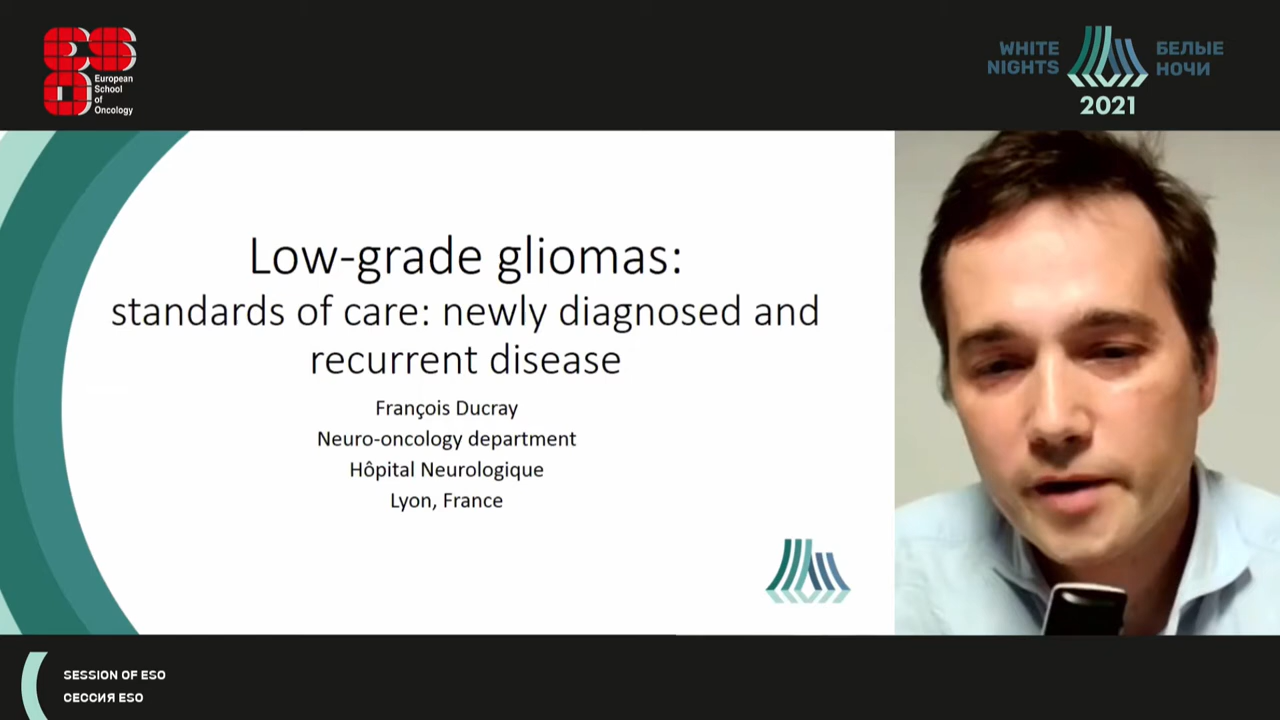 European
School
of
Oncology
WHITE
NIGHTS
БЕЛЫЕ
НОЧИ
2021
Low-grade gliomas:
standards of care: newly diagnosed and
recurrent disease
François Ducray
Neuro-oncology department
Hôpital Neurologique
Lyon, France
SESSION OF ESO
СЕССИЯ ESO